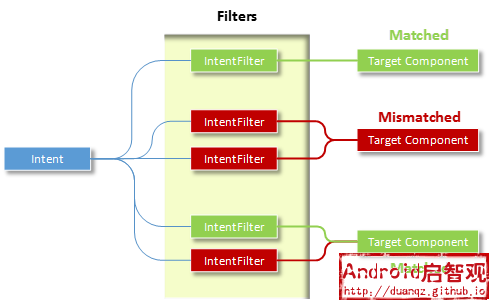 Filters
Matched
IntentFilter
Target Component
Mismatched
IntentFilter
Target Component
Intent
IntentFilter
IntentFilter
Target Component
IntentFilter
Matched
Android启智观
http://duanqz.github.io